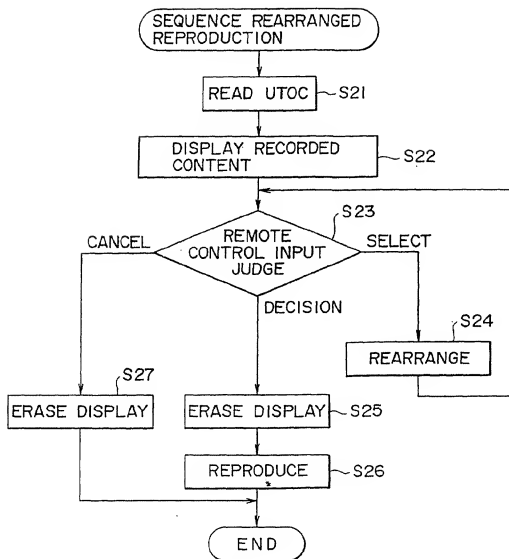 SEQUENCE REARRANGED
REPRODUCTION
READ UTOC
S21
DISPLAY RECORDED
CONTENT
S22
S23
CANCEL
REMOTE
CONTROL INPUT
JUDGE
SELECT
DECISION
S24
REARRANGE
S27
ERASE DISPLAY
ERASE DISPLAY
S25
REPRODUCE
S26
END